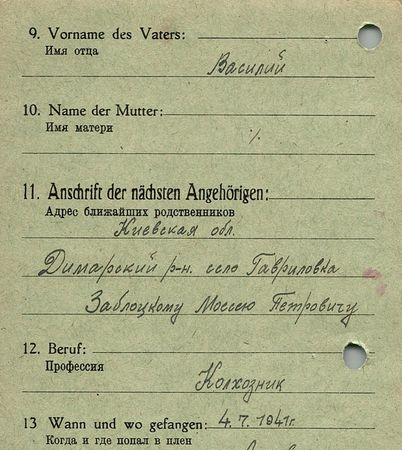 9. Vorname des Vaters:
Имя отца
Василий
10. Name der Mutter:
Имя матери
%
11. Anschrift der nächsten Angehörigen:
Адрес ближайших родственников
Киевская обл.
Димарский р-н. село Гавриловка
Заблоцкому Моссею Петровичу
12. Beruf:
Профессия
Колхозник
13 Wann und wo gefangen: 4.7.1941г.
Когда и где попал в плен